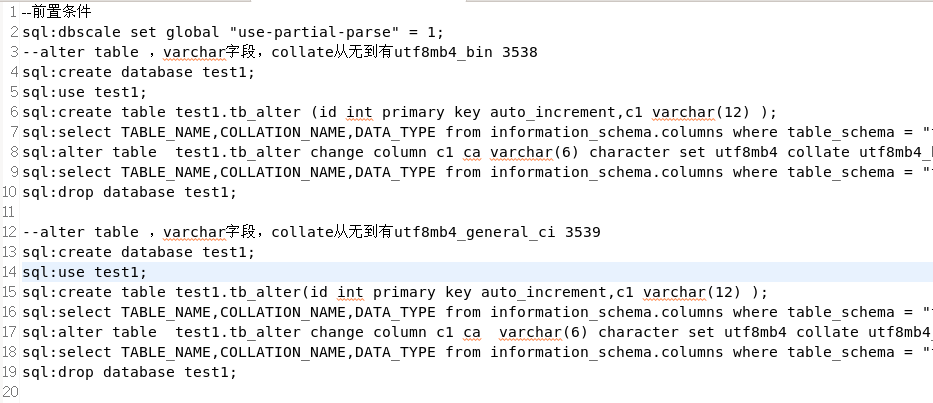 1 --前置条件
2 sql:dbscale set global "use-partial-parse" = 1;
3 --alter table ，varchar字段，collate从无到有utf8mb4_bin 3538
4 sql:create database test1;
5 sql:use test1;
6 sql:create table test1.tb_alter (id int primary key auto_increment,c1 varchar(12) );
7 sql:select TABLE_NAME,COLLATION_NAME,DATA_TYPE from information_schema.columns where table_schema = "
8 sql:alter table  test1.tb_alter change column c1 ca varchar(6) character set utf8mb4 collate utf8mb4_
9 sql:select TABLE_NAME,COLLATION_NAME,DATA_TYPE from information_schema.columns where table_schema = "
10 sql:drop database test1;
11
12 --alter table ，varchar字段，collate从无到有utf8mb4_general_ci 3539
13 sql:create database test1;
14 sql:use test1;
15 sql:create table test1.tb_alter(id int primary key auto_increment,c1 varchar(12) );
16 sql:select TABLE_NAME,COLLATION_NAME,DATA_TYPE from information_schema.columns where table_schema = "
17 sql:alter table  test1.tb_alter change column c1 ca  varchar(6) character set utf8mb4 collate utf8mb4_
18 sql:select TABLE_NAME,COLLATION_NAME,DATA_TYPE from information_schema.columns where table_schema = "
19 sql:drop database test1;
20